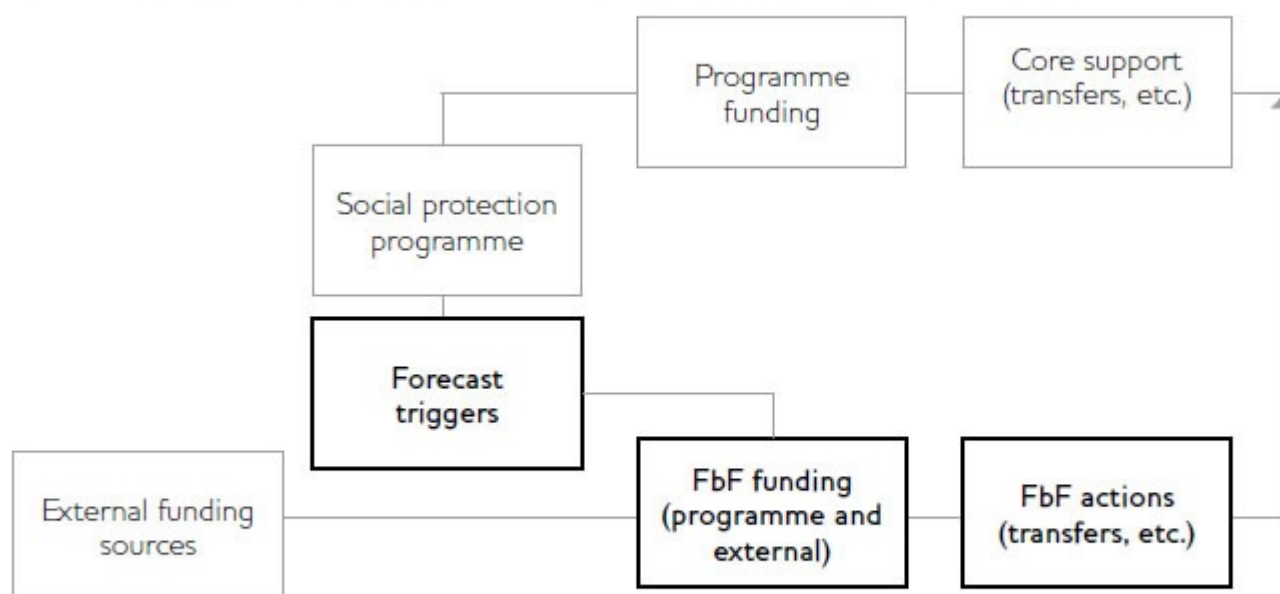 Programme
funding
Core support
(transfers, etc.)
Social protection
programme
Forecast
triggers
External funding
sources
FbF funding
(programme and
external)
FbF actions
(transfers, etc.)